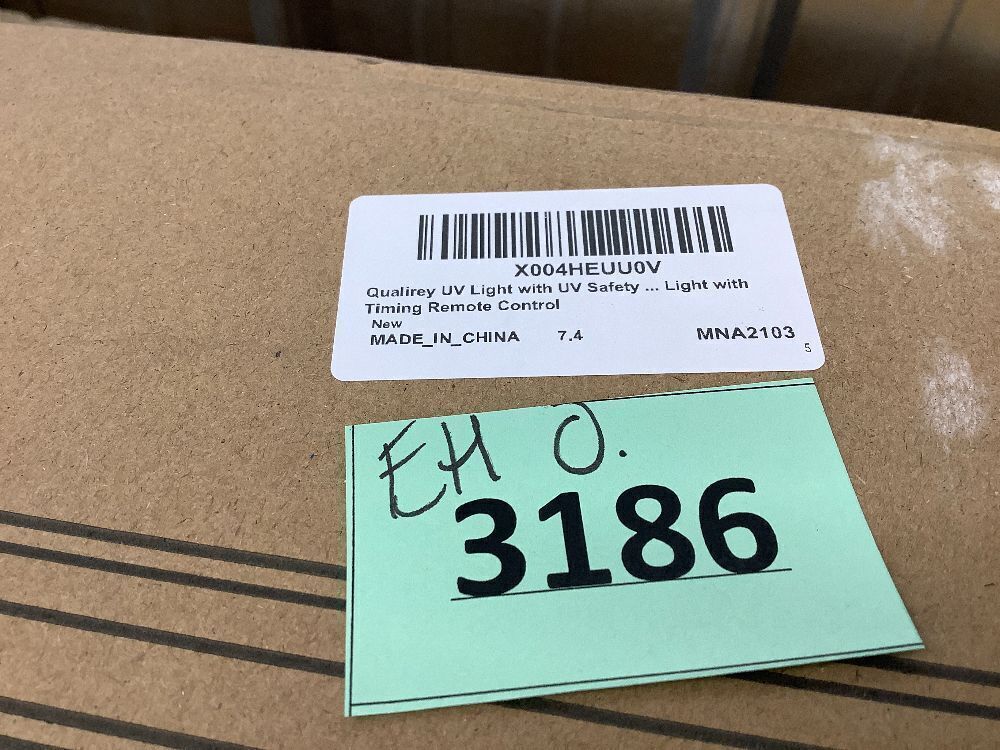 X004HEUU0V
Qualirey UV Light with UV Safety ... Light with
Timing Remote Control
New
MADE_IN_CHINA 7.4 MNA2103
5
EH J.
3186